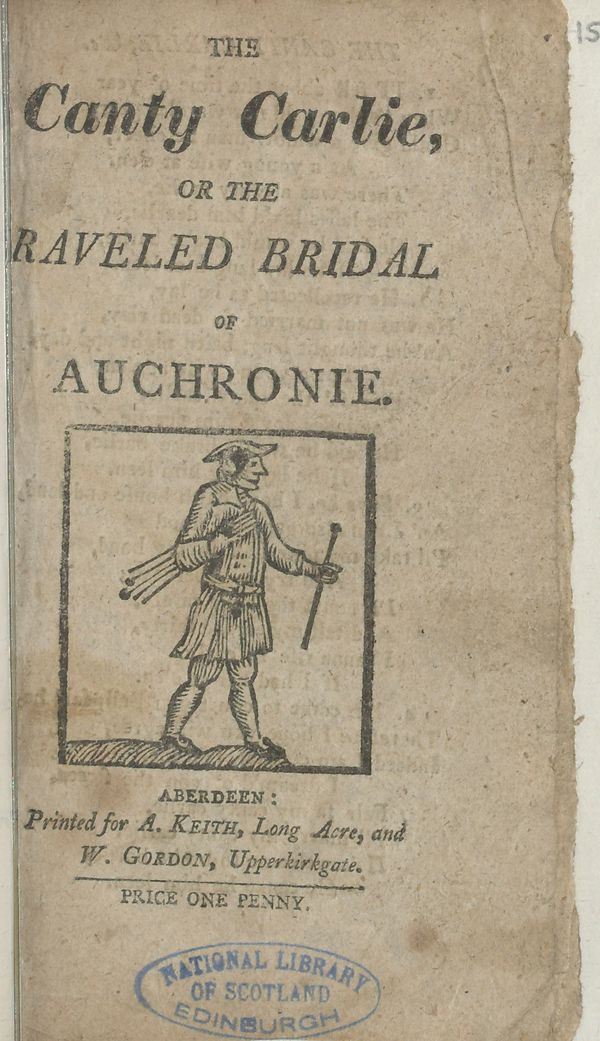 THE
Canty Carlie,
OR THE
RAVELED BRIDAL
OF
AUCHRONIE.
ABERDEEN:
Printed for A. KEITH, Long Acre, and
W. GORDON, Upperkirkgate.
PRICE ONE PENNY.
NATIONAL LIBRARY
OF SCOTLAND
EDINBURGH
15